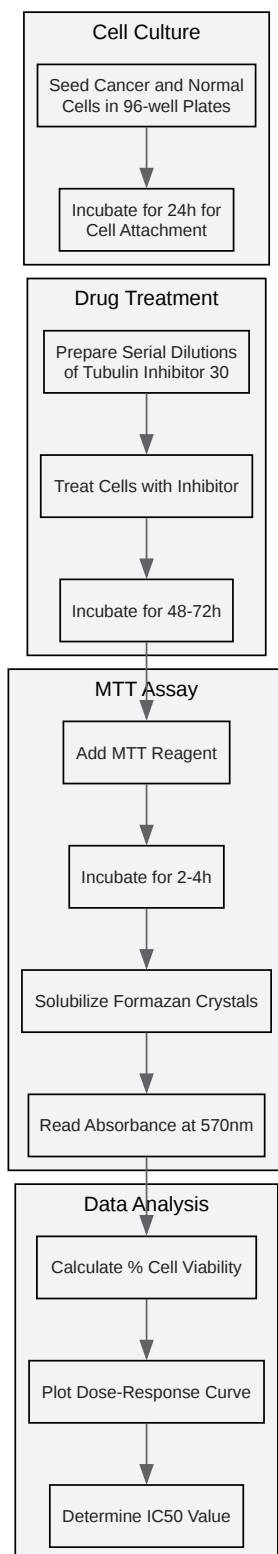 Cell Culture
Seed Cancer and Normal
Cells in 96-well Plates
Incubate for 24h for
Cell Attachment
Drug Treatment
Prepare Serial Dilutions
of Tubulin Inhibitor 30
Treat Cells with Inhibitor
Incubate for 48-72h
MTT Assay
Add MTT Reagent
Incubate for 2-4h
Solubilize Formazan Crystals
Read Absorbance at 570nm
Data Analysis
Calculate % Cell Viability
Plot Dose-Response Curve
Determine IC50 Value